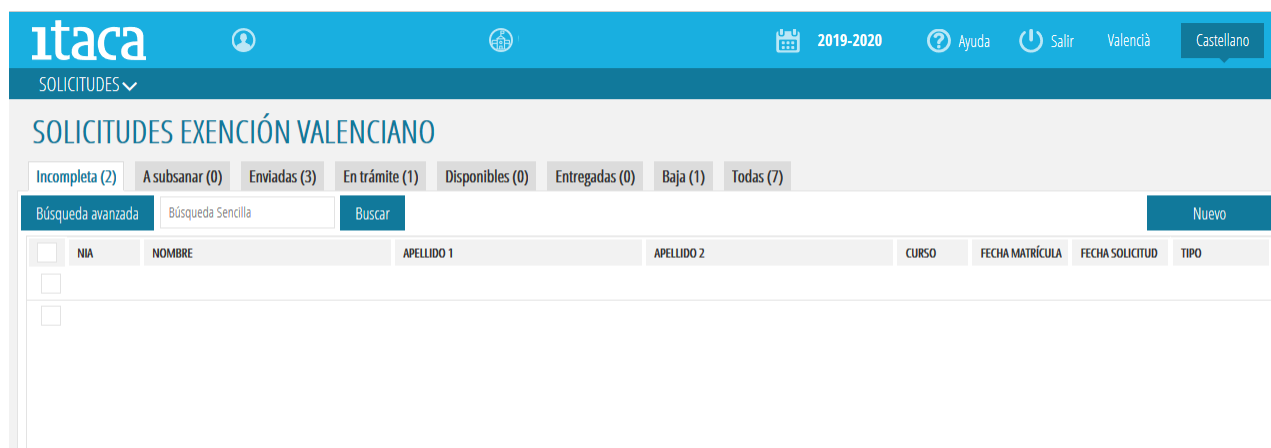 ıtaca 2019-2020 Ayuda Salir Valencià Castellano
SOLICITUDES
SOLICITUDES EXENCIÓN VALENCIANO
Incompleta (2) A subsanar (0) Enviadas (3) En trámite (1) Disponibles (0) Entregadas (0) Baja (1) Todas (7)
Búsqueda avanzada Búsqueda Sencilla Buscar Nuevo
NIA NOMBRE APELLIDO 1 APELLIDO 2 CURSO FECHA MATRÍCULA FECHA SOLICITUD TIPO